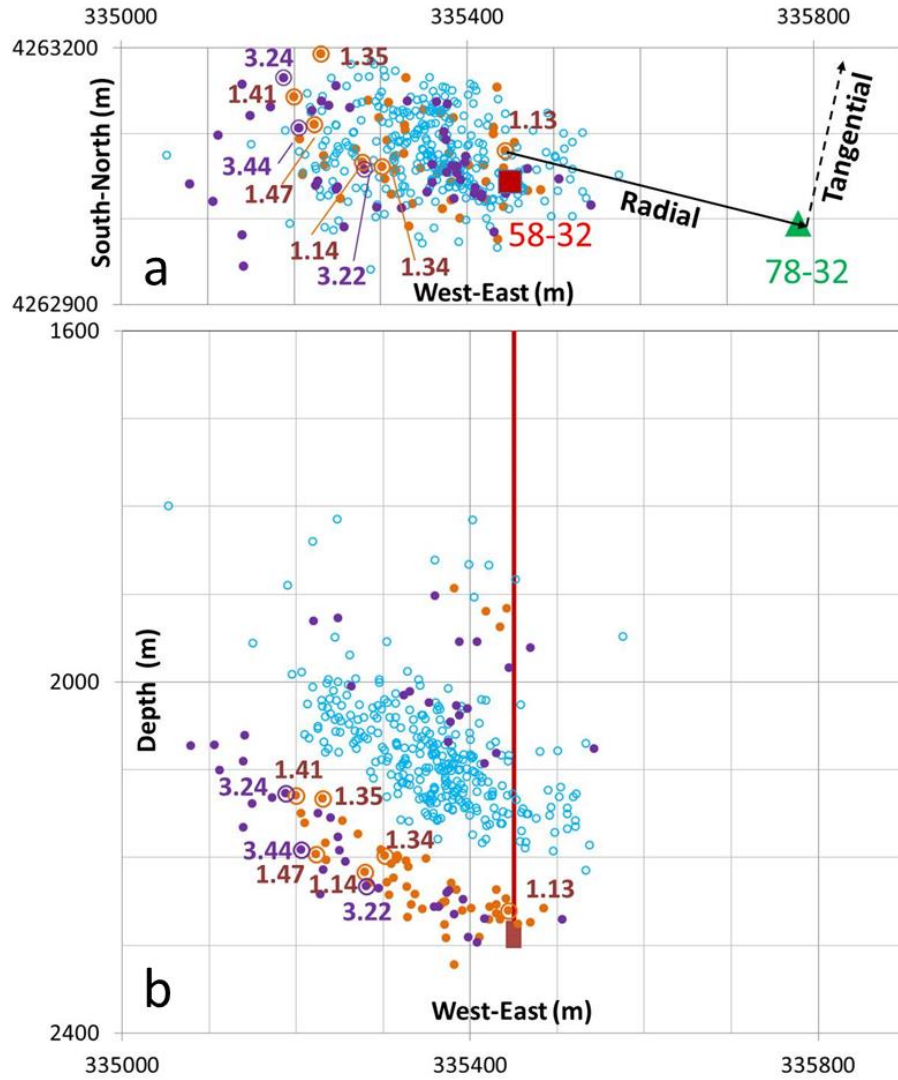 335000 335400 335800
4263200
3.24 1.35
1.41
1.13
3.44
1.47
1.14
3.22 1.34
58-32
Radial
Tangential
78-32
South-North (m)
a
West-East (m)
4262900
1600
2000
Depth (m)
1.41
3.24 1.35
3.44 1.34
1.47 1.14 1.13
3.22
b
West-East (m)
2400
335000 335400 335800